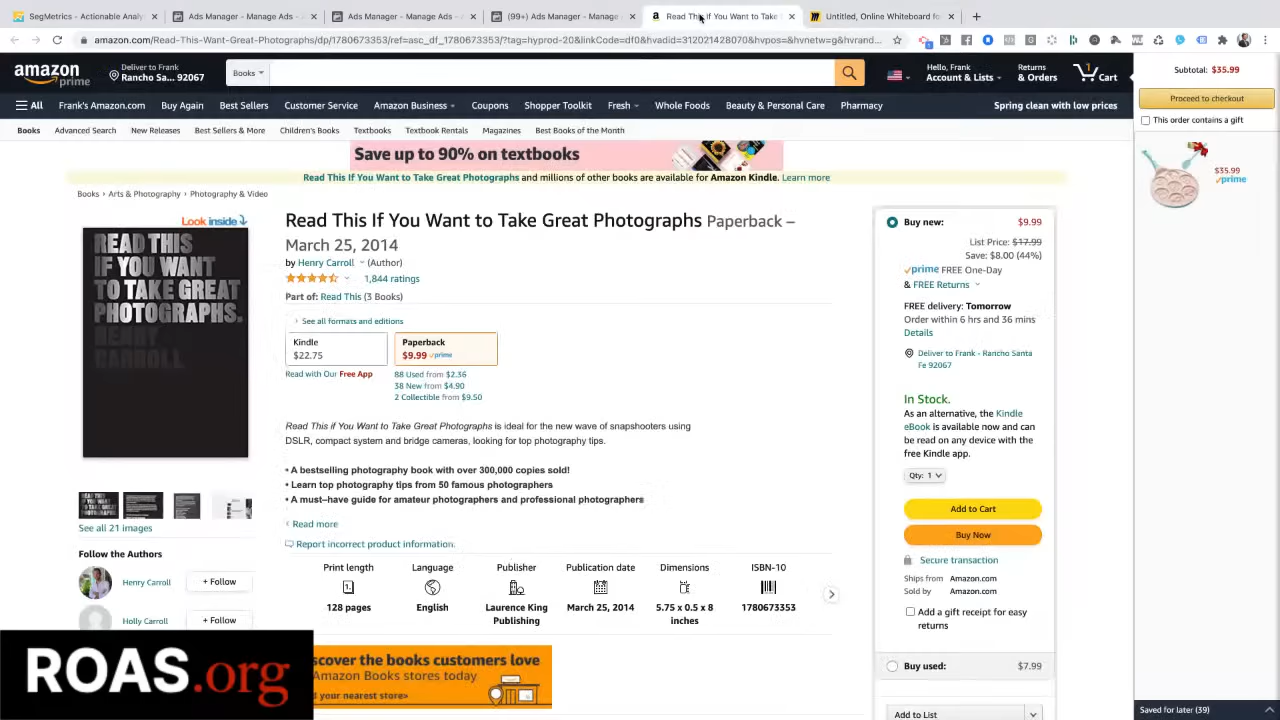 SegMetrics - Actionable Analy
Ads Manager - Manage Ads -
Ads Manager - Manage Ads -
(99+) Ads Manager - Manage
Read This If You Want to Take
Untitled, Online Whiteboard fo
amazon.com/Read-This-Want-Great-Photographs/dp/1780673353/ref=asc_df_1780673353/?tag=hyprod-20&linkCode=df0&hvadid=312021428070&hvpos=&hvnetw=g&hvrand...
amazon prime
Deliver to Frank
Rancho Sa... 92067
Books
Hello, Frank
Account & Lists
Returns
& Orders
1
Cart
All
Frank's Amazon.com
Buy Again
Best Sellers
Customer Service
Amazon Business
Coupons
Shopper Toolkit
Fresh
Whole Foods
Beauty & Personal Care
Pharmacy
Spring clean with low prices
Books
Advanced Search
New Releases
Best Sellers & More
Children's Books
Textbooks
Textbook Rentals
Magazines
Best Books of the Month
Subtotal: $35.99
Proceed to checkout
This order contains a gift
$35.99
prime
Save up to 90% on textbooks
Read This If You Want to Take Great Photographs and millions of other books are available for Amazon Kindle. Learn more
Books › Arts & Photography › Photography & Video
Look inside
READ THIS
IF YOU WANT
TO TAKE GREAT
PHOTOGRAPHS.
HENRY
CARROLL
See all 21 images
Follow the Authors
Henry Carroll
+ Follow
Holly Carroll
+ Follow
Read This If You Want to Take Great Photographs Paperback –
March 25, 2014
by Henry Carroll (Author)
1,844 ratings
Part of: Read This (3 Books)
› See all formats and editions
Kindle
$22.75
Paperback
$9.99 prime
Read with Our Free App
88 Used from $2.36
38 New from $4.90
2 Collectible from $9.50
Read This if You Want to Take Great Photographs is ideal for the new wave of snapshooters using
DSLR, compact system and bridge cameras, looking for top photography tips.
• A bestselling photography book with over 300,000 copies sold!
• Learn top photography tips from 50 famous photographers
• A must–have guide for amateur photographers and professional photographers
Read more
Report incorrect product information.
Print length
128 pages
Language
English
Publisher
Laurence King
Publishing
Publication date
March 25, 2014
Dimensions
5.75 x 0.5 x 8
inches
ISBN-10
1780673353
scover the books customers love
Amazon Books stores today
d your nearest store>
Buy new:
$9.99
List Price: $17.99
Save: $8.00 (44%)
prime FREE One-Day
& FREE Returns
FREE delivery: Tomorrow
Order within 6 hrs and 36 mins
Details
Deliver to Frank - Rancho Santa
Fe 92067
In Stock.
As an alternative, the Kindle
eBook is available now and can
be read on any device with the
free Kindle app.
Qty: 1
Add to Cart
Buy Now
Secure transaction
Ships from Amazon.com
Sold by Amazon.com
Add a gift receipt for easy
returns
Buy used:
$7.99
Add to List
Saved for later (39)
ROAS.org